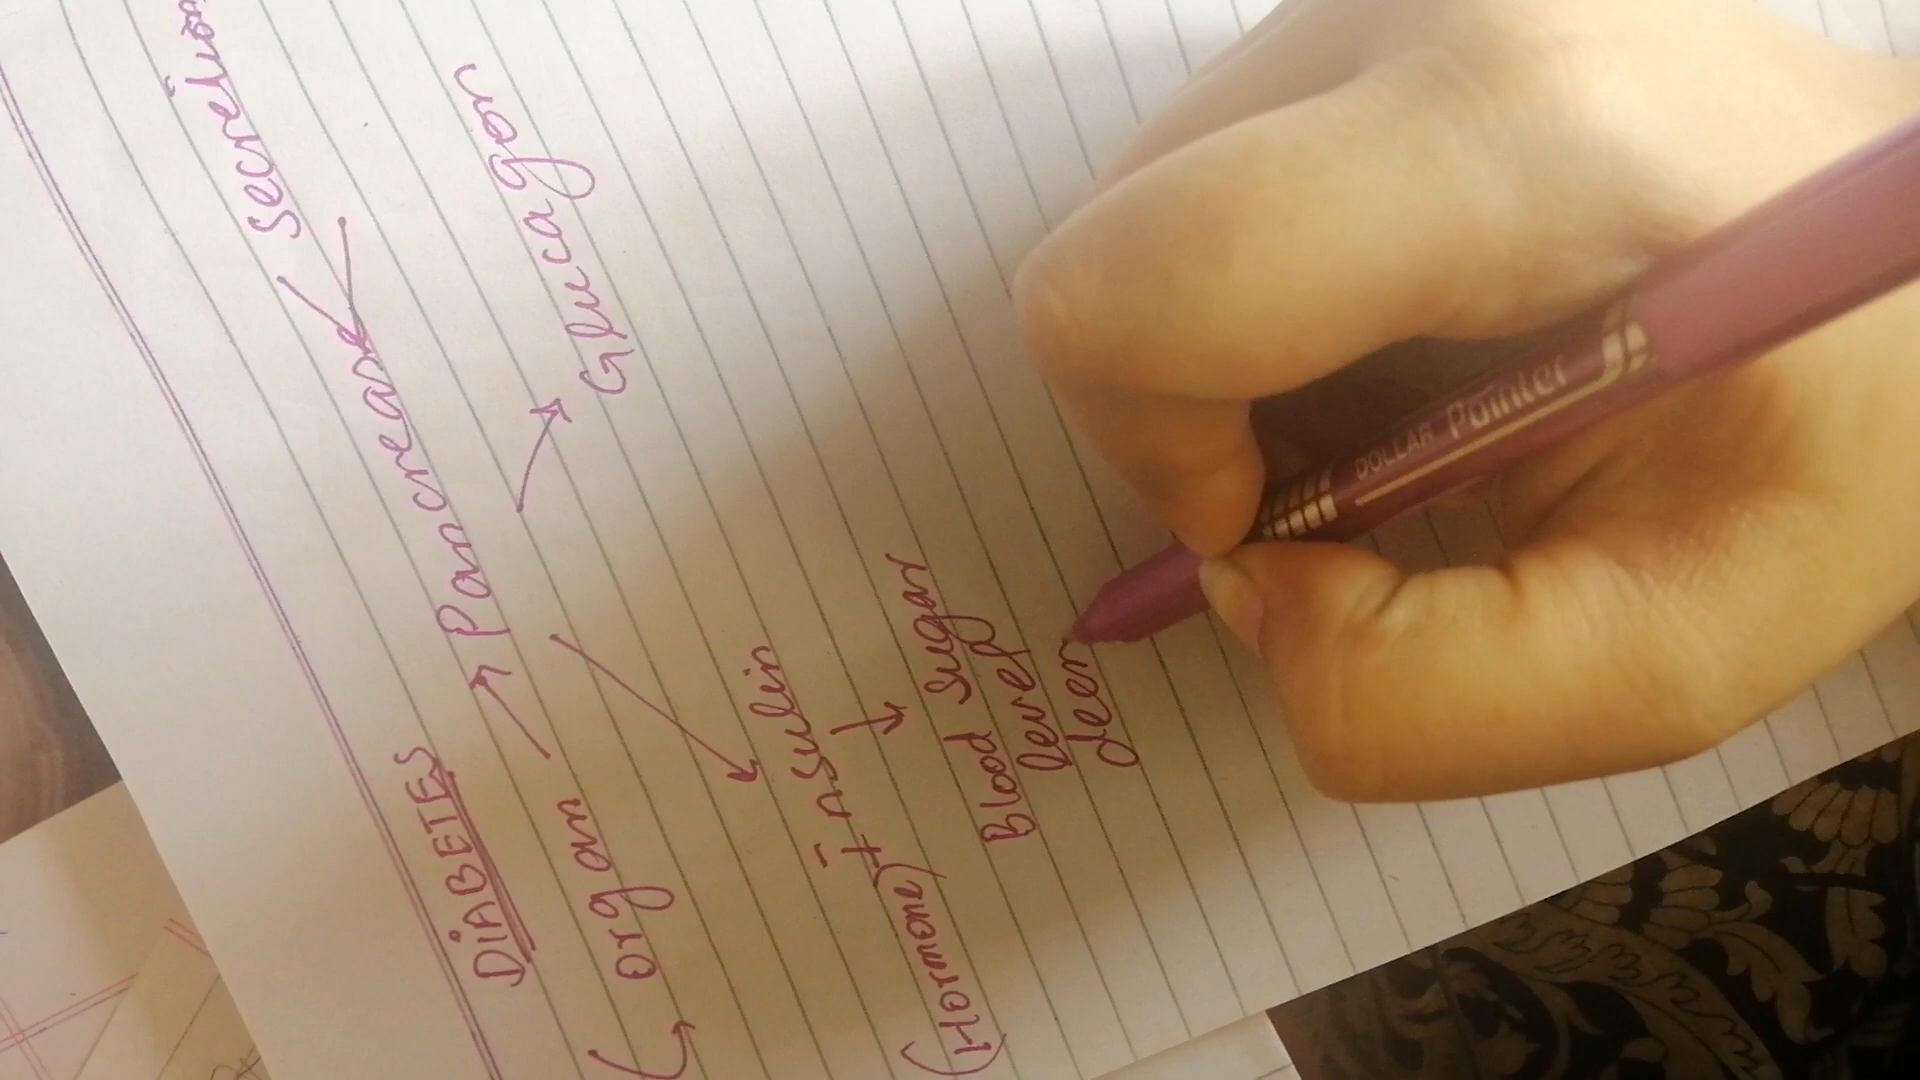 DIABETES
organ → Pancreas
secretion
Glucagon
insulin
(Hormone)
Blood sugar
level
DOLLAR Pointer